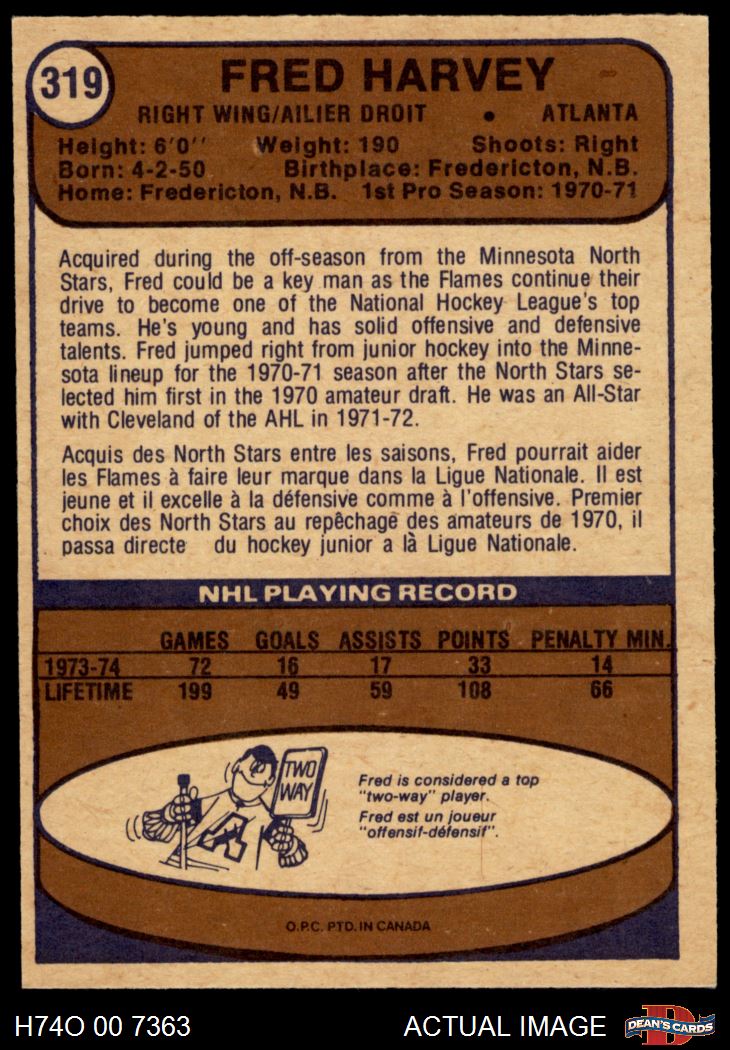 319
FRED HARVEY
RIGHT WING/AILIER DROIT • ATLANTA
Height: 6'0'' Weight: 190 Shoots: Right
Born: 4-2-50 Birthplace: Fredericton, N.B.
Home: Fredericton, N.B. 1st Pro Season: 1970-71
Acquired during the off-season from the Minnesota North
Stars, Fred could be a key man as the Flames continue their
drive to become one of the National Hockey League's top
teams. He's young and has solid offensive and defensive
talents. Fred jumped right from junior hockey into the Minne-
sota lineup for the 1970-71 season after the North Stars se-
lected him first in the 1970 amateur draft. He was an All-Star
with Cleveland of the AHL in 1971-72.
Acquis des North Stars entre les saisons, Fred pourrait aider
les Flames à faire leur marque dans la Ligue Nationale. Il est
jeune et il excelle à la défensive comme à l'offensive. Premier
choix des North Stars au repêchage des amateurs de 1970, il
passa directe du hockey junior a là Ligue Nationale.
NHL PLAYING RECORD
GAMES GOALS ASSISTS POINTS PENALTY MIN.
1973-74 72 16 17 33 14
LIFETIME 199 49 59 108 66
TWO
WAY
A
Fred is considered a top
"two-way" player.
Fred est un joueur
"offensif-défensif".
O.P.C. PTD. IN CANADA
H74O 00 7363 ACTUAL IMAGE D DEAN'S CARDS